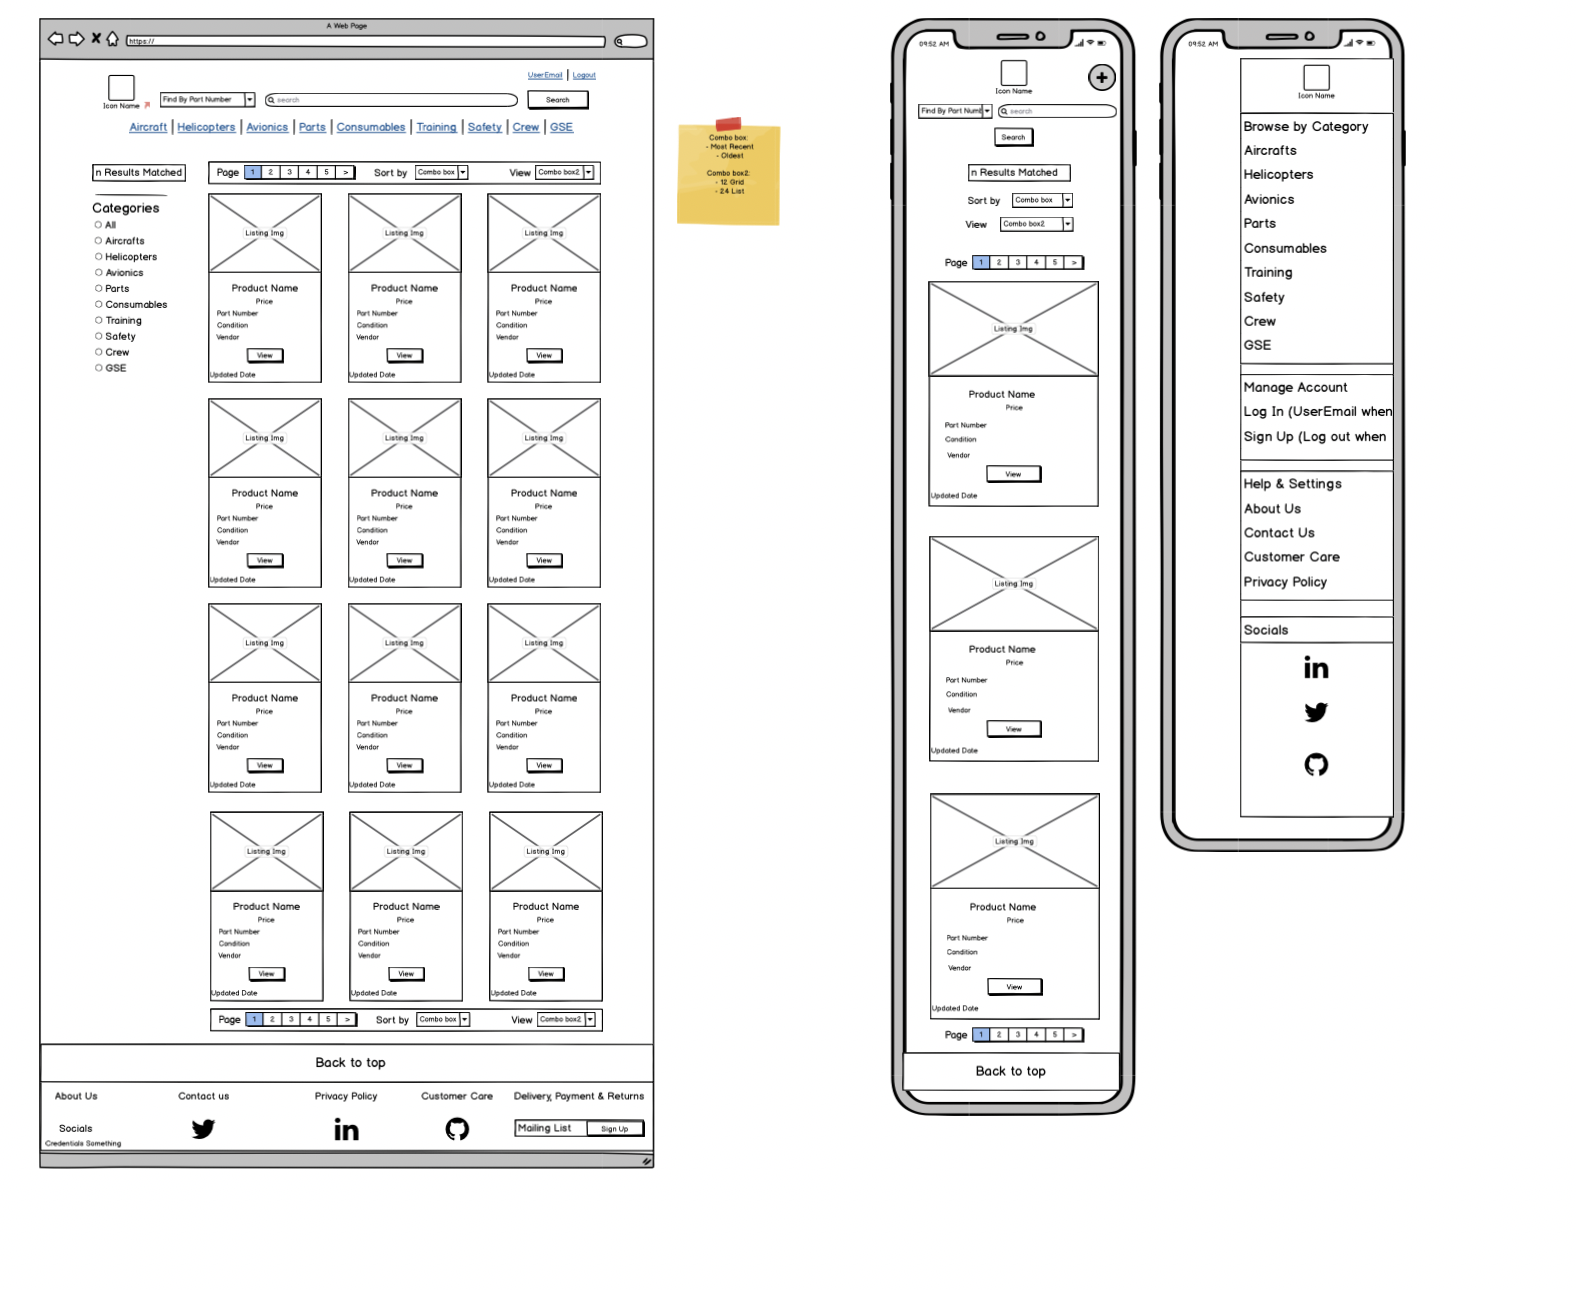 A Web Page
https://
UserEmail | Logout
Icon Name
Find By Part Number
search
Search
Aircraft | Helicopters | Avionics | Parts | Consumables | Training | Safety | Crew | GSE
n Results Matched
Page 1 2 3 4 5 > Sort by Combo box View Combo box2
Categories
All
Aircrafts
Helicopters
Avionics
Parts
Consumables
Training
Safety
Crew
GSE
Listing Img Listing Img Listing Img
Product Name Product Name Product Name
Price Price Price
Part Number Part Number Part Number
Condition Condition Condition
Vendor Vendor Vendor
View View View
Updated Date Updated Date Updated Date
Listing Img Listing Img Listing Img
Product Name Product Name Product Name
Price Price Price
Part Number Part Number Part Number
Condition Condition Condition
Vendor Vendor Vendor
View View View
Updated Date Updated Date Updated Date
Listing Img Listing Img Listing Img
Product Name Product Name Product Name
Price Price Price
Part Number Part Number Part Number
Condition Condition Condition
Vendor Vendor Vendor
View View View
Updated Date Updated Date Updated Date
Listing Img Listing Img Listing Img
Product Name Product Name Product Name
Price Price Price
Part Number Part Number Part Number
Condition Condition Condition
Vendor Vendor Vendor
View View View
Updated Date Updated Date Updated Date
Page 1 2 3 4 5 > Sort by Combo box View Combo box2
Back to top
About Us Contact us Privacy Policy Customer Care Delivery, Payment & Returns
Socials
in
Mailing List Sign Up
Credentials Something
Combo box:
- Most Recent
- Oldest
Combo box2:
- 12 Grid
- 24 List
09:52 AM
Icon Name
+
Find By Part Numl
search
Search
n Results Matched
Sort by Combo box
View Combo box2
Page 1 2 3 4 5 >
Listing Img
Product Name
Price
Part Number
Condition
Vendor
View
Updated Date
Listing Img
Product Name
Price
Part Number
Condition
Vendor
View
Updated Date
Listing Img
Product Name
Price
Part Number
Condition
Vendor
View
Updated Date
Page 1 2 3 4 5 >
Back to top
09:52 AM
Icon Name
Browse by Category
Aircrafts
Helicopters
Avionics
Parts
Consumables
Training
Safety
Crew
GSE
Manage Account
Log In (UserEmail when
Sign Up (Log out when
Help & Settings
About Us
Contact Us
Customer Care
Privacy Policy
Socials
in